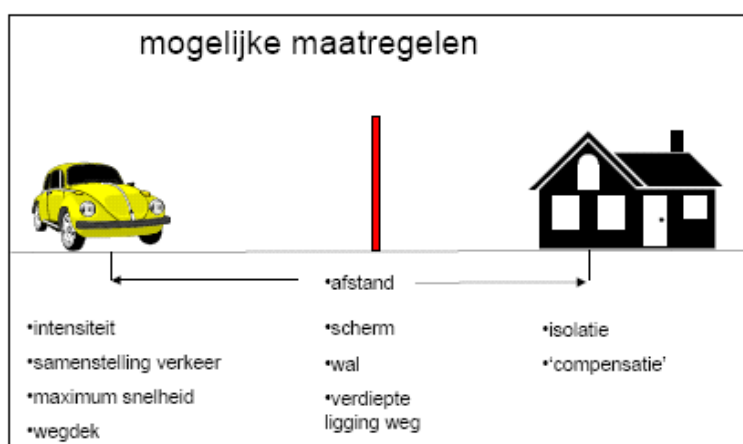 mogelijke maatregelen
•afstand
•intensiteit
•samenstelling verkeer
•maximum snelheid
•wegdek
•scherm
•wal
•verdiepte
ligging weg
•isolatie
•‘compensatie’